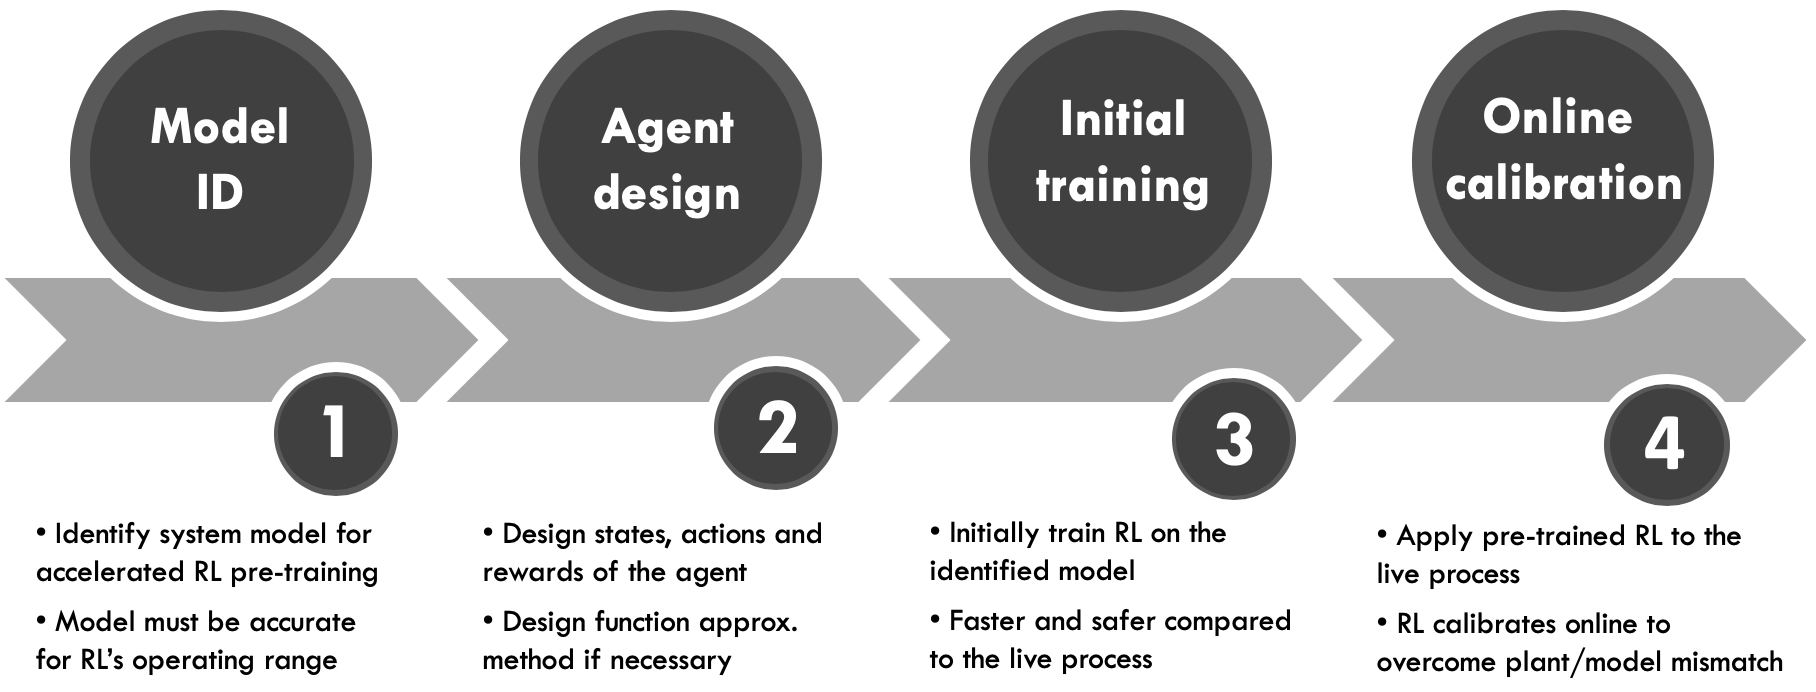 Model
ID
Agent
design
Initial
training
Online
calibration
1
2
3
4
• Identify system model for
accelerated RL pre-training
• Model must be accurate
for RL's operating range
• Design states, actions and
rewards of the agent
• Design function approx.
method if necessary
• Initially train RL on the
identified model
• Faster and safer compared
to the live process
• Apply pre-trained RL to the
live process
• RL calibrates online to
overcome plant/model mismatch